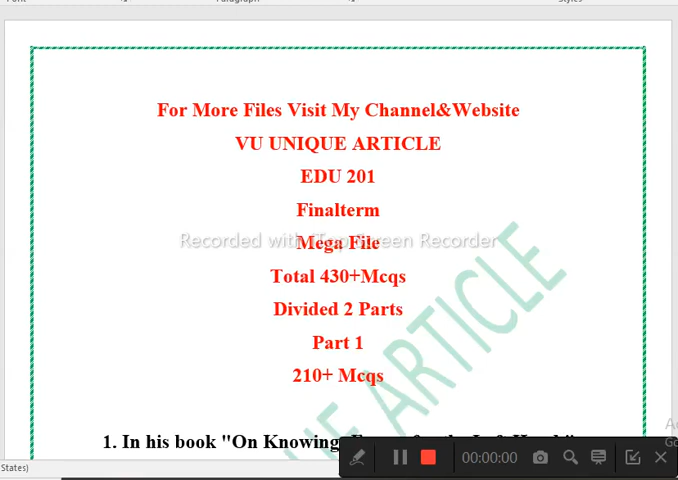 For More Files Visit My Channel&Website
VU UNIQUE ARTICLE
EDU 201
Finalterm
Recorded with iTop Screen Recorder
Mega File
Total 430+Mcqs
Divided 2 Parts
Part 1
210+ Mcqs
ARTICLE
1. In his book "On Knowing
00:00:00
States)